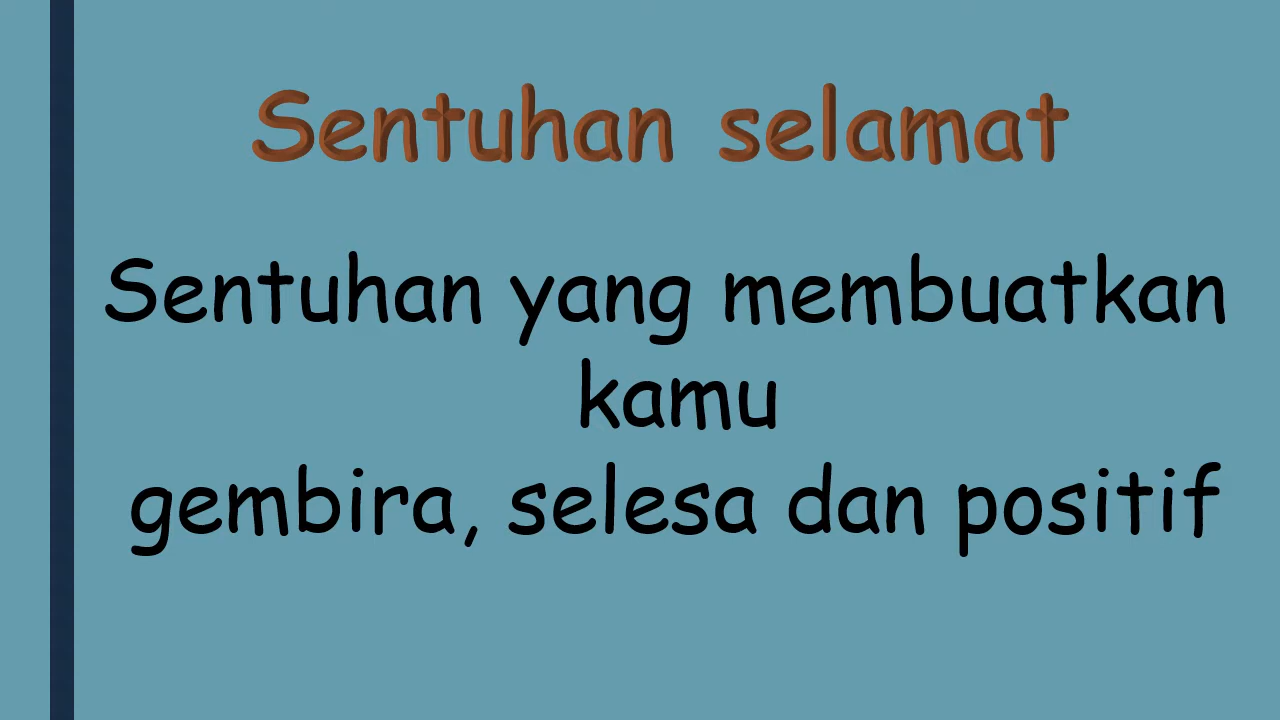 Sentuhan selamat
Sentuhan yang membuatkan
kamu
gembira, selesa dan positif